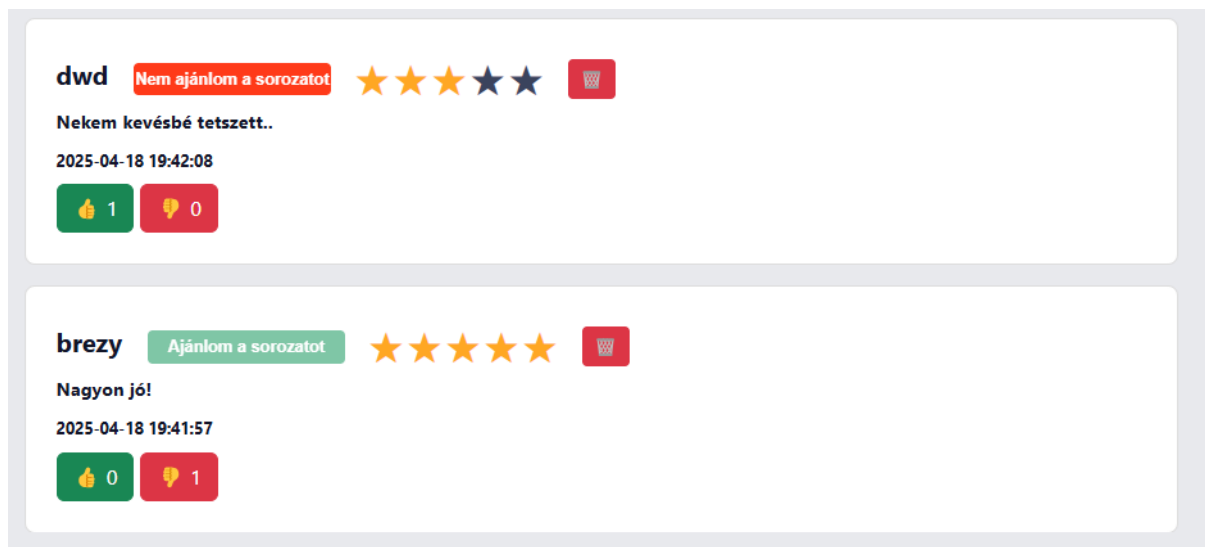 dwd Nem ajánlom a sorozatot
Nekem kevésbé tetszett..
2025-04-18 19:42:08
1 0
brezy Ajánlom a sorozatot
Nagyon jó!
2025-04-18 19:41:57
0 1